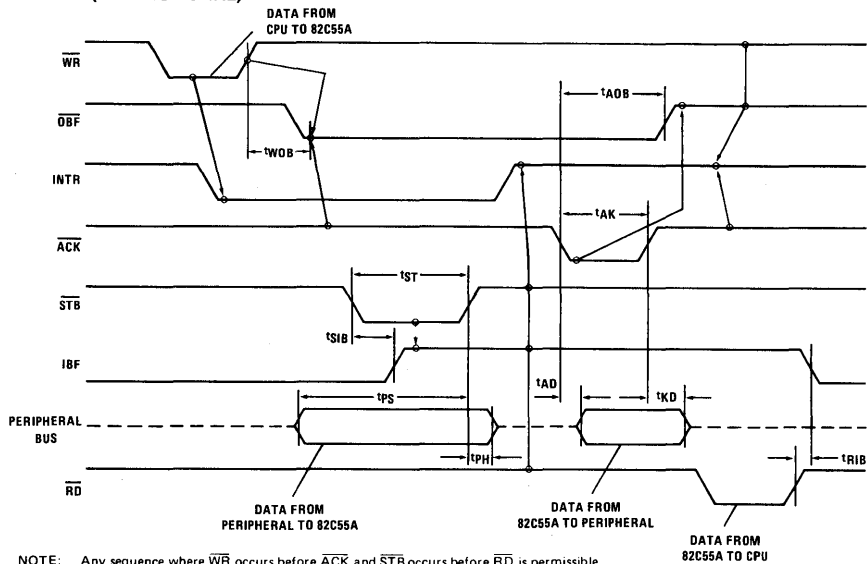 DATA FROM
CPU TO 82C55A
WR
OBF
INTR
ACK
STB
IBF
PERIPHERAL
BUS
RD
tWOB
tAOB
tAK
tST
tSIB
tPS
tAD
tKD
tPH
tRIB
DATA FROM
PERIPHERAL TO 82C55A
DATA FROM
82C55A TO PERIPHERAL
DATA FROM
82C55A TO CPU
NOTE: Any sequence where WR occurs before ACK and STB occurs before RD is permissible